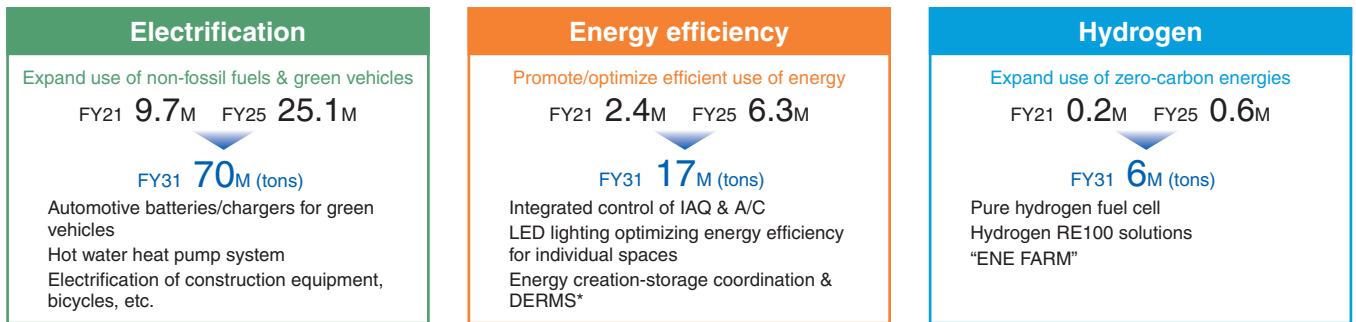 Electrification
Expand use of non-fossil fuels & green vehicles
FY21 9.7M FY25 25.1M
FY31 70M (tons)
Automotive batteries/chargers for green
vehicles
Hot water heat pump system
Electrification of construction equipment,
bicycles, etc.
Energy efficiency
Promote/optimize efficient use of energy
FY21 2.4M FY25 6.3M
FY31 17M (tons)
Integrated control of IAQ & A/C
LED lighting optimizing energy efficiency
for individual spaces
Energy creation-storage coordination &
DERMS*
Hydrogen
Expand use of zero-carbon energies
FY21 0.2M FY25 0.6M
FY31 6M (tons)
Pure hydrogen fuel cell
Hydrogen RE100 solutions
“ENE FARM”